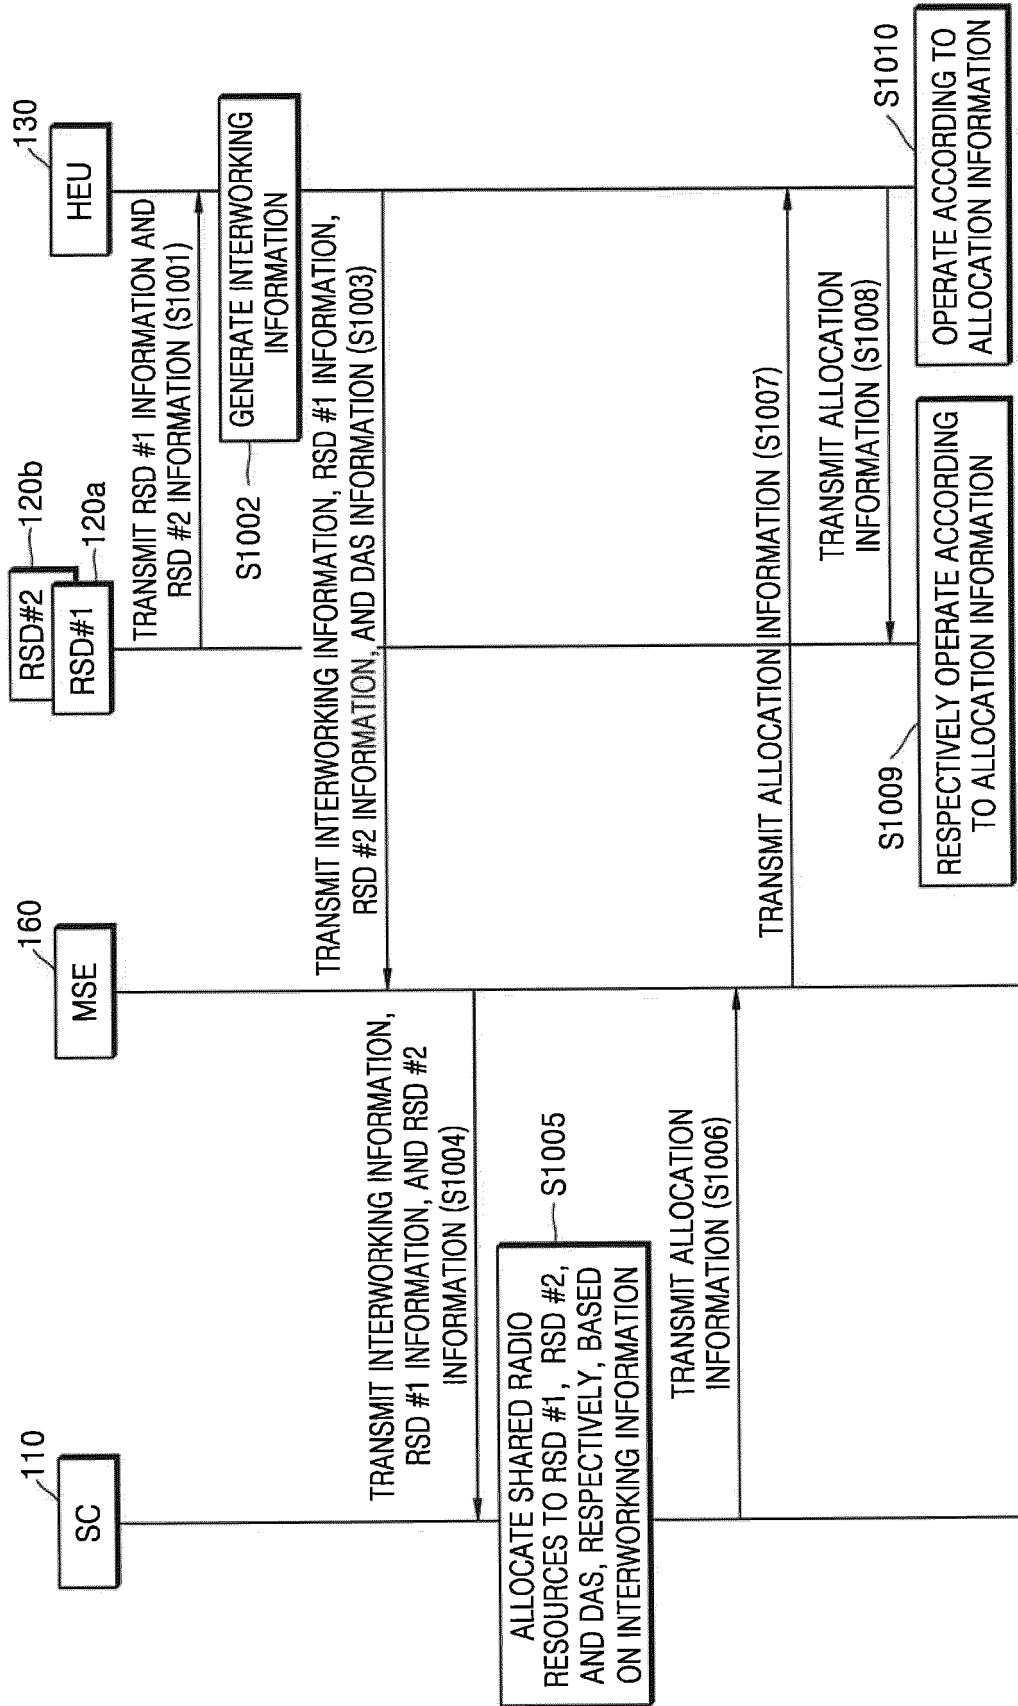 110
SC
160
MSE
RSD#2
120b
RSD#1
120a
130
HEU
TRANSMIT RSD #1 INFORMATION AND
RSD #2 INFORMATION (S1001)
GENERATE INTERWORKING
INFORMATION
S1002
TRANSMIT INTERWORKING INFORMATION, RSD #1 INFORMATION,
RSD #2 INFORMATION, AND DAS INFORMATION (S1003)
TRANSMIT INTERWORKING INFORMATION,
RSD #1 INFORMATION, AND RSD #2
INFORMATION (S1004)
ALLOCATE SHARED RADIO
RESOURCES TO RSD #1, RSD #2,
AND DAS, RESPECTIVELY, BASED
ON INTERWORKING INFORMATION
S1005
TRANSMIT ALLOCATION
INFORMATION (S1006)
TRANSMIT ALLOCATION INFORMATION (S1007)
TRANSMIT ALLOCATION
INFORMATION (S1008)
S1009
RESPECTIVELY OPERATE ACCORDING
TO ALLOCATION INFORMATION
S1010
OPERATE ACCORDING TO
ALLOCATION INFORMATION